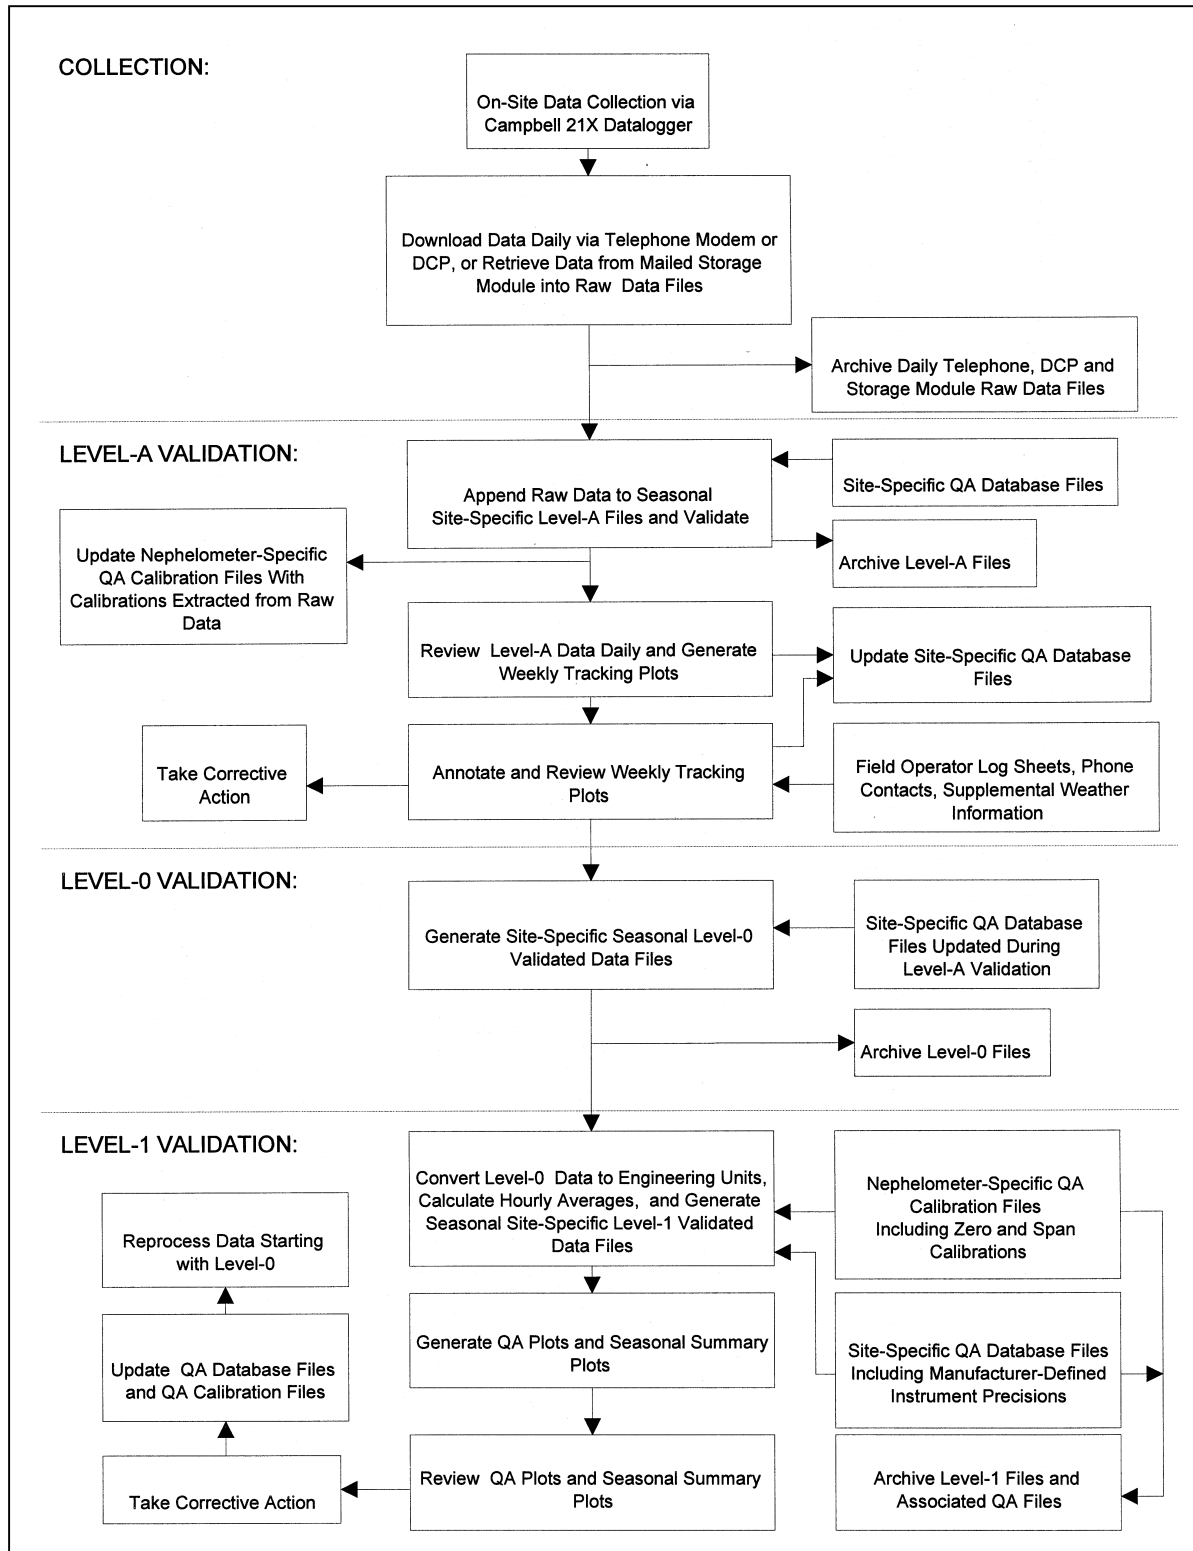 COLLECTION:
On-Site Data Collection via
Campbell 21X Datalogger
Download Data Daily via Telephone Modem or
DCP, or Retrieve Data from Mailed Storage
Module into Raw Data Files
Archive Daily Telephone, DCP and
Storage Module Raw Data Files
LEVEL-A VALIDATION:
Append Raw Data to Seasonal
Site-Specific Level-A Files and Validate
Site-Specific QA Database Files
Update Nephelometer-Specific
QA Calibration Files With
Calibrations Extracted from Raw
Data
Archive Level-A Files
Review Level-A Data Daily and Generate
Weekly Tracking Plots
Update Site-Specific QA Database
Files
Take Corrective
Action
Annotate and Review Weekly Tracking
Plots
Field Operator Log Sheets, Phone
Contacts, Supplemental Weather
Information
LEVEL-0 VALIDATION:
Generate Site-Specific Seasonal Level-0
Validated Data Files
Site-Specific QA Database
Files Updated During
Level-A Validation
Archive Level-0 Files
LEVEL-1 VALIDATION:
Convert Level-0 Data to Engineering Units,
Calculate Hourly Averages, and Generate
Seasonal Site-Specific Level-1 Validated
Data Files
Nephelometer-Specific QA
Calibration Files
Including Zero and Span
Calibrations
Reprocess Data Starting
with Level-0
Generate QA Plots and Seasonal Summary
Plots
Site-Specific QA Database Files
Including Manufacturer-Defined
Instrument Precisions
Update QA Database Files
and QA Calibration Files
Review QA Plots and Seasonal Summary
Plots
Take Corrective Action
Archive Level-1 Files and
Associated QA Files